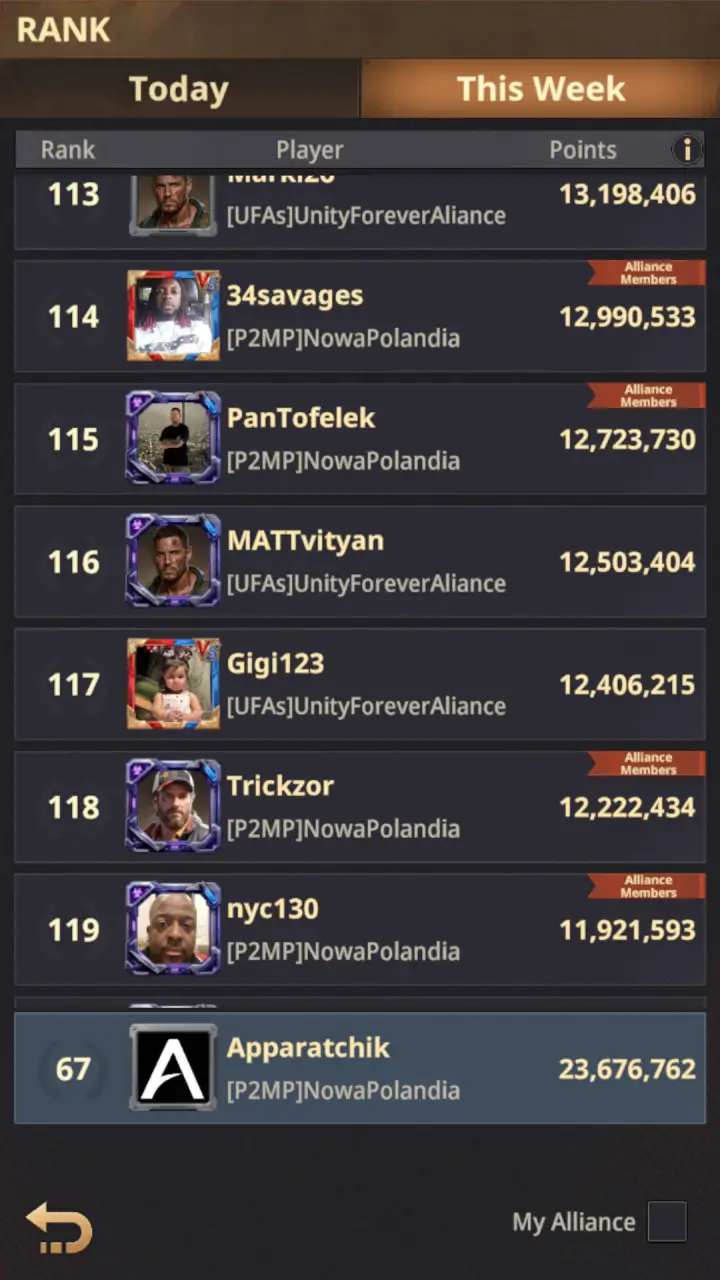 RANK
Today
This Week
Rank
Player
Points
113
13,198,406
[UFAs]UnityForeverAlliance
Alliance
Members
114
34savages
12,990,533
[P2MP]NowaPolandia
Alliance
Members
115
PanTofelek
12,723,730
[P2MP]NowaPolandia
116
MATTvityan
12,503,404
[UFAs]UnityForeverAlliance
117
Gigi123
12,406,215
[UFAs]UnityForeverAlliance
Alliance
Members
118
Trickzor
12,222,434
[P2MP]NowaPolandia
Alliance
Members
119
nyc130
11,921,593
[P2MP]NowaPolandia
67
Apparatchik
23,676,762
[P2MP]NowaPolandia
My Alliance